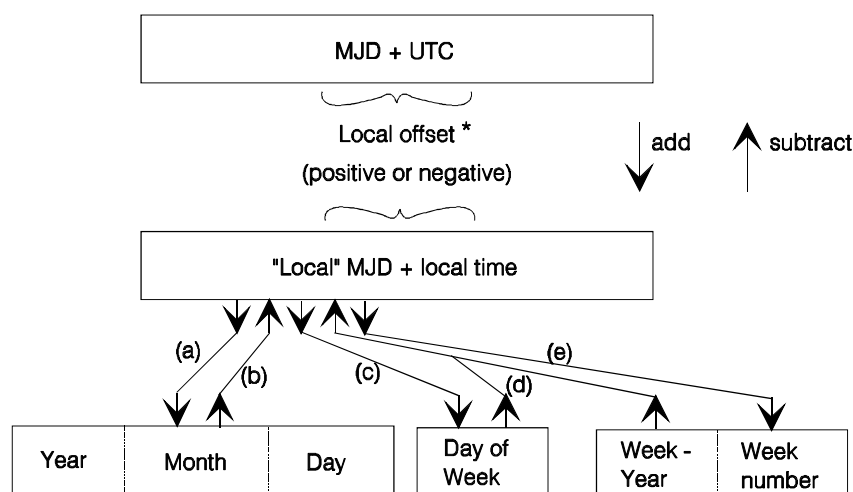 MJD + UTC
Local offset *
(positive or negative)
add
subtract
"Local" MJD + local time
(a)
(b)
(c)
(d)
(e)
Year
Month
Day
Day of
Week
Week -
Year
Week
number